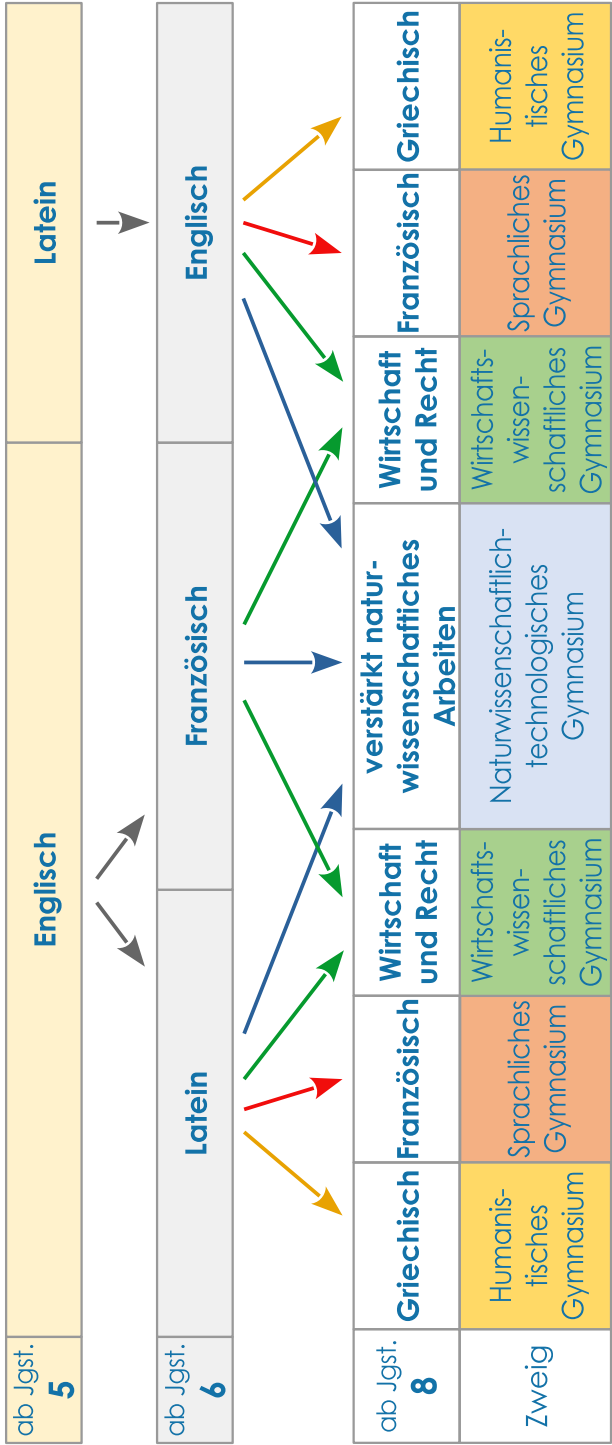 ab Jgst.
5
Englisch
Latein
ab Jgst.
6
Latein
Französisch
Englisch
ab Jgst.
8
Griechisch
Französisch
Wirtschaft
und Recht
verstärkt natur-
wissenschaftiches
Arbeiten
Wirtschaft
und Recht
Französisch
Griechisch
Zweig
Humanis-
tisches
Gymnasium
Sprachliches
Gymnasium
Wirtschafts-
wissen-
schaftliches
Gymnasium
Naturwissenschaftlich-
technologisches
Gymnasium
Wirtschafts-
wissen-
schaftliches
Gymnasium
Sprachliches
Gymnasium
Humanis-
tisches
Gymnasium